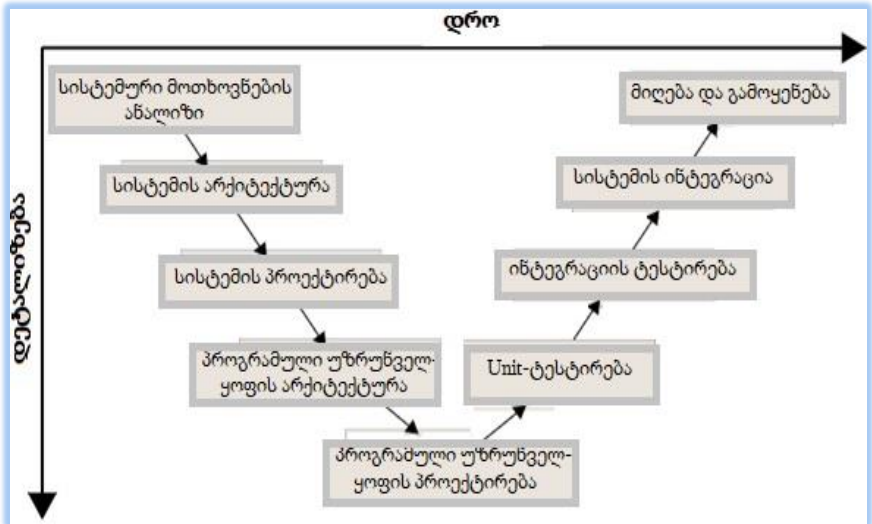 დრო
დეტალიზება
სისტემური მოთხოვნების
ანალიზი
სისტემის არქიტექტურა
სისტემის პროექტირება
პროგრამული უზრუნველ-
ყოფის არქიტექტურა
პროგრამული უზრუნველ-
ყოფის პროექტირება
Unit-ტესტირება
ინტეგრაციის ტესტირება
სისტემის ინტეგრაცია
მიღება და გამოყენება